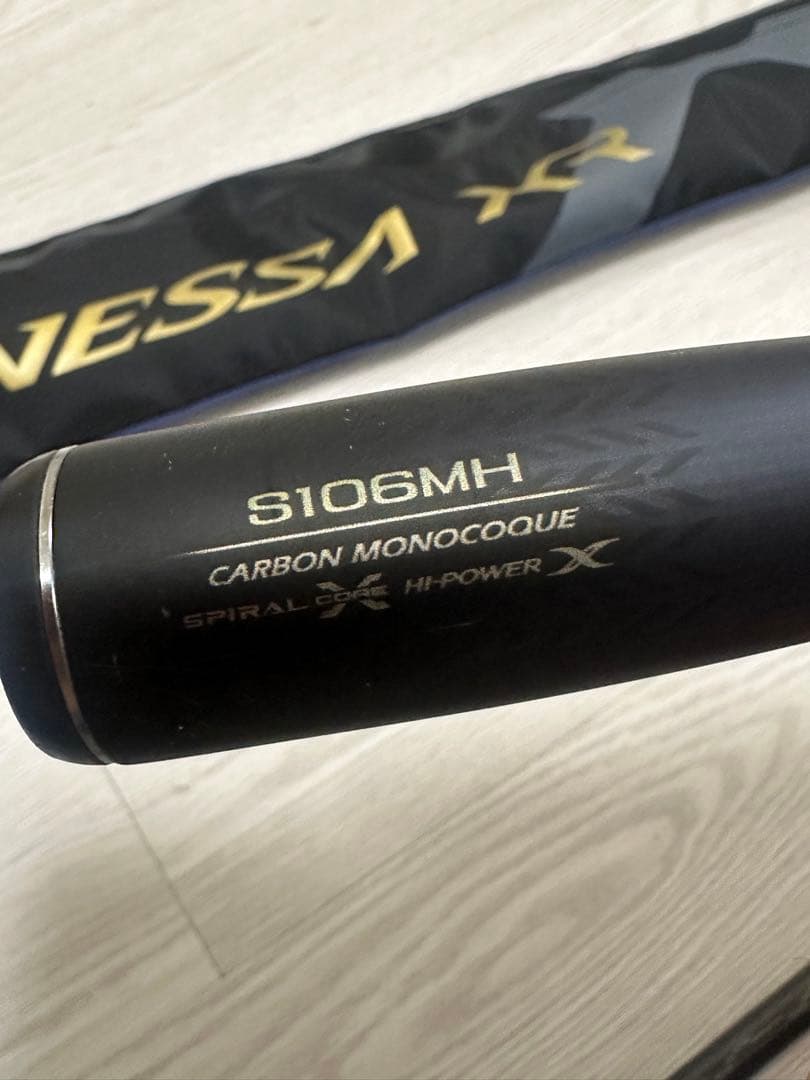 NESSA XR
S106MH
CARBON MONOCOQUE
SPIRAL CORE X HI-POWER X